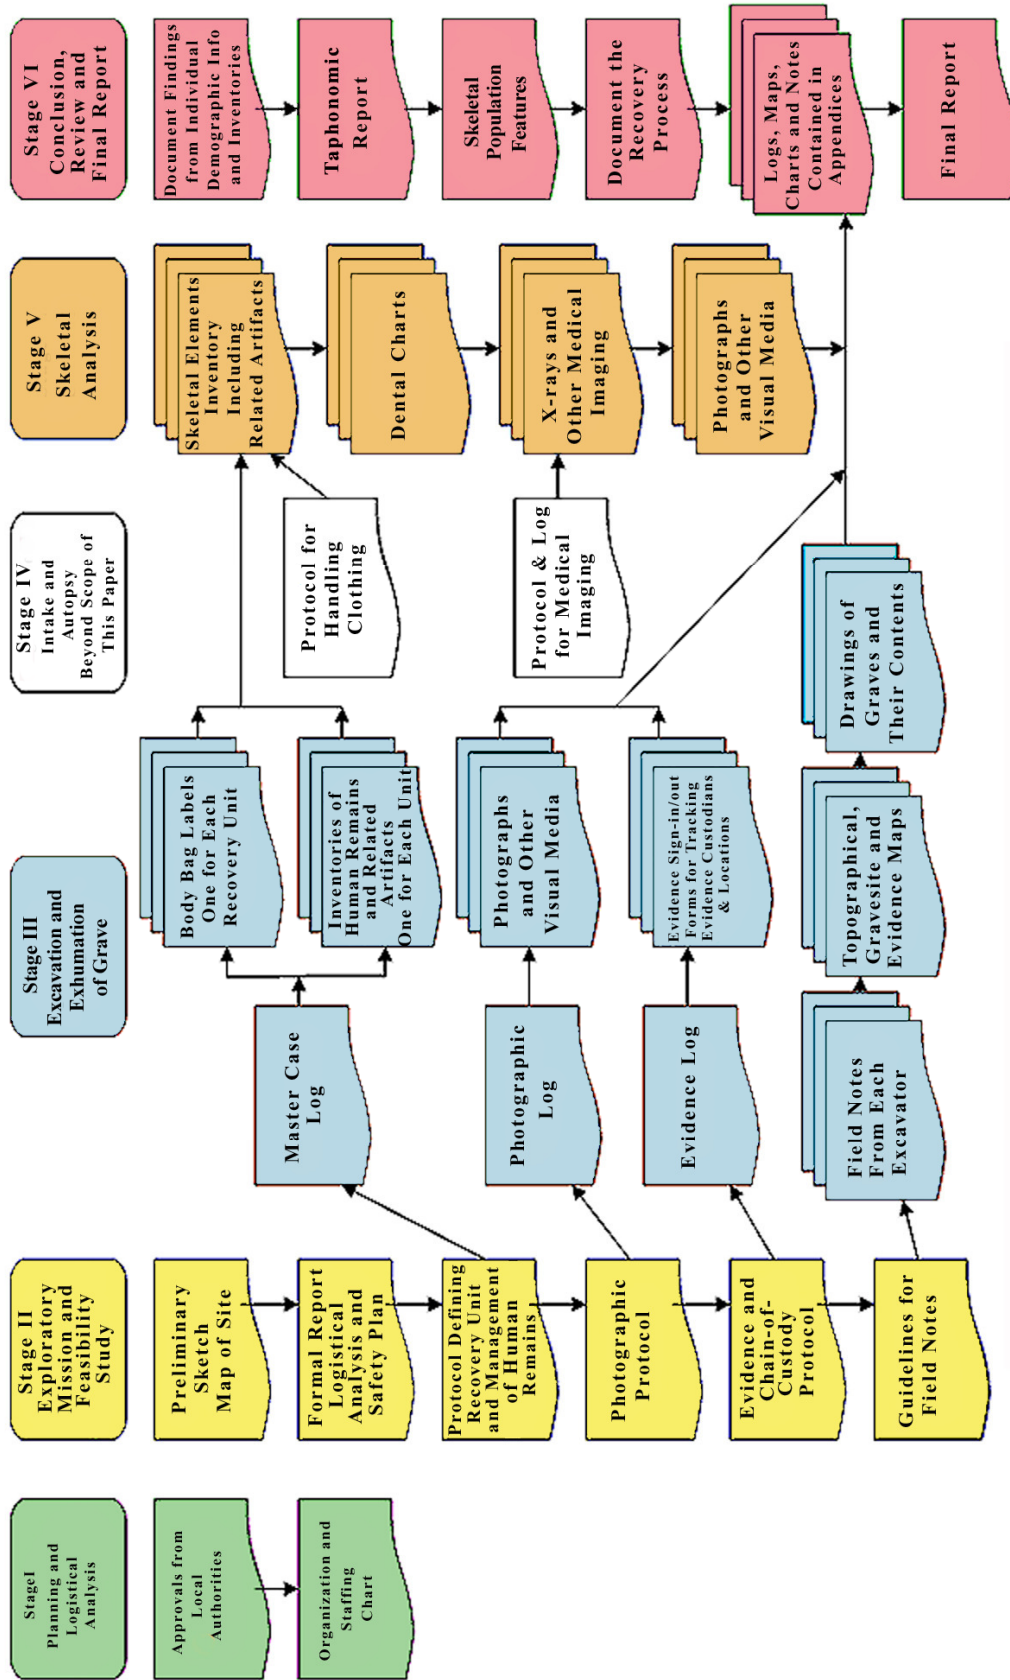 StageI
Planning and
Logistical
Analysis
Approvals from
Local
Authorities
Organization and
Staffing
Chart
Stage II
Exploratory
Mission and
Feasibility
Study
Preliminary
Sketch
Map of Site
Formal Report
Logistical
Analysis and
Safety Plan
Protocol Defining
Recovery Unit
and Management
of Human
Remains
Photographic
Protocol
Evidence and
Chain-of-
Custody
Protocol
Guidelines for
Field Notes
Stage III
Excavation and
Exhumation
of Grave
Master Case
Log
Body Bag Labels
One for Each
Recovery Unit
Inventories of
Human Remains
and Related
Artifacts
One for Each Unit
Photographic
Log
Photographs
and Other
Visual Media
Evidence Log
Evidence Sign-in/out
Forms for Tracking
Evidence Custodians
& Locations
Field Notes
From Each
Excavator
Topographical,
Gravesite and
Evidence Maps
Drawings of
Graves and
Their Contents
Stage IV
Intake and
Autopsy
Beyond Scope of
This Paper
Protocol for
Handling
Clothing
Protocol & Log
for Medical
Imaging
Stage V
Skeletal
Analysis
Skeletal Elements
Inventory
Including
Related Artifacts
Dental Charts
X-rays and
Other Medical
Imaging
Photographs
and Other
Visual Media
Stage VI
Conclusion,
Review and
Final Report
Document Findings
from Individual
Demographic Info
and Inventories
Taphonomic
Report
Skeletal
Population
Features
Document the
Recovery
Process
Logs, Maps,
Charts and Notes
Contained in
Appendices
Final Report